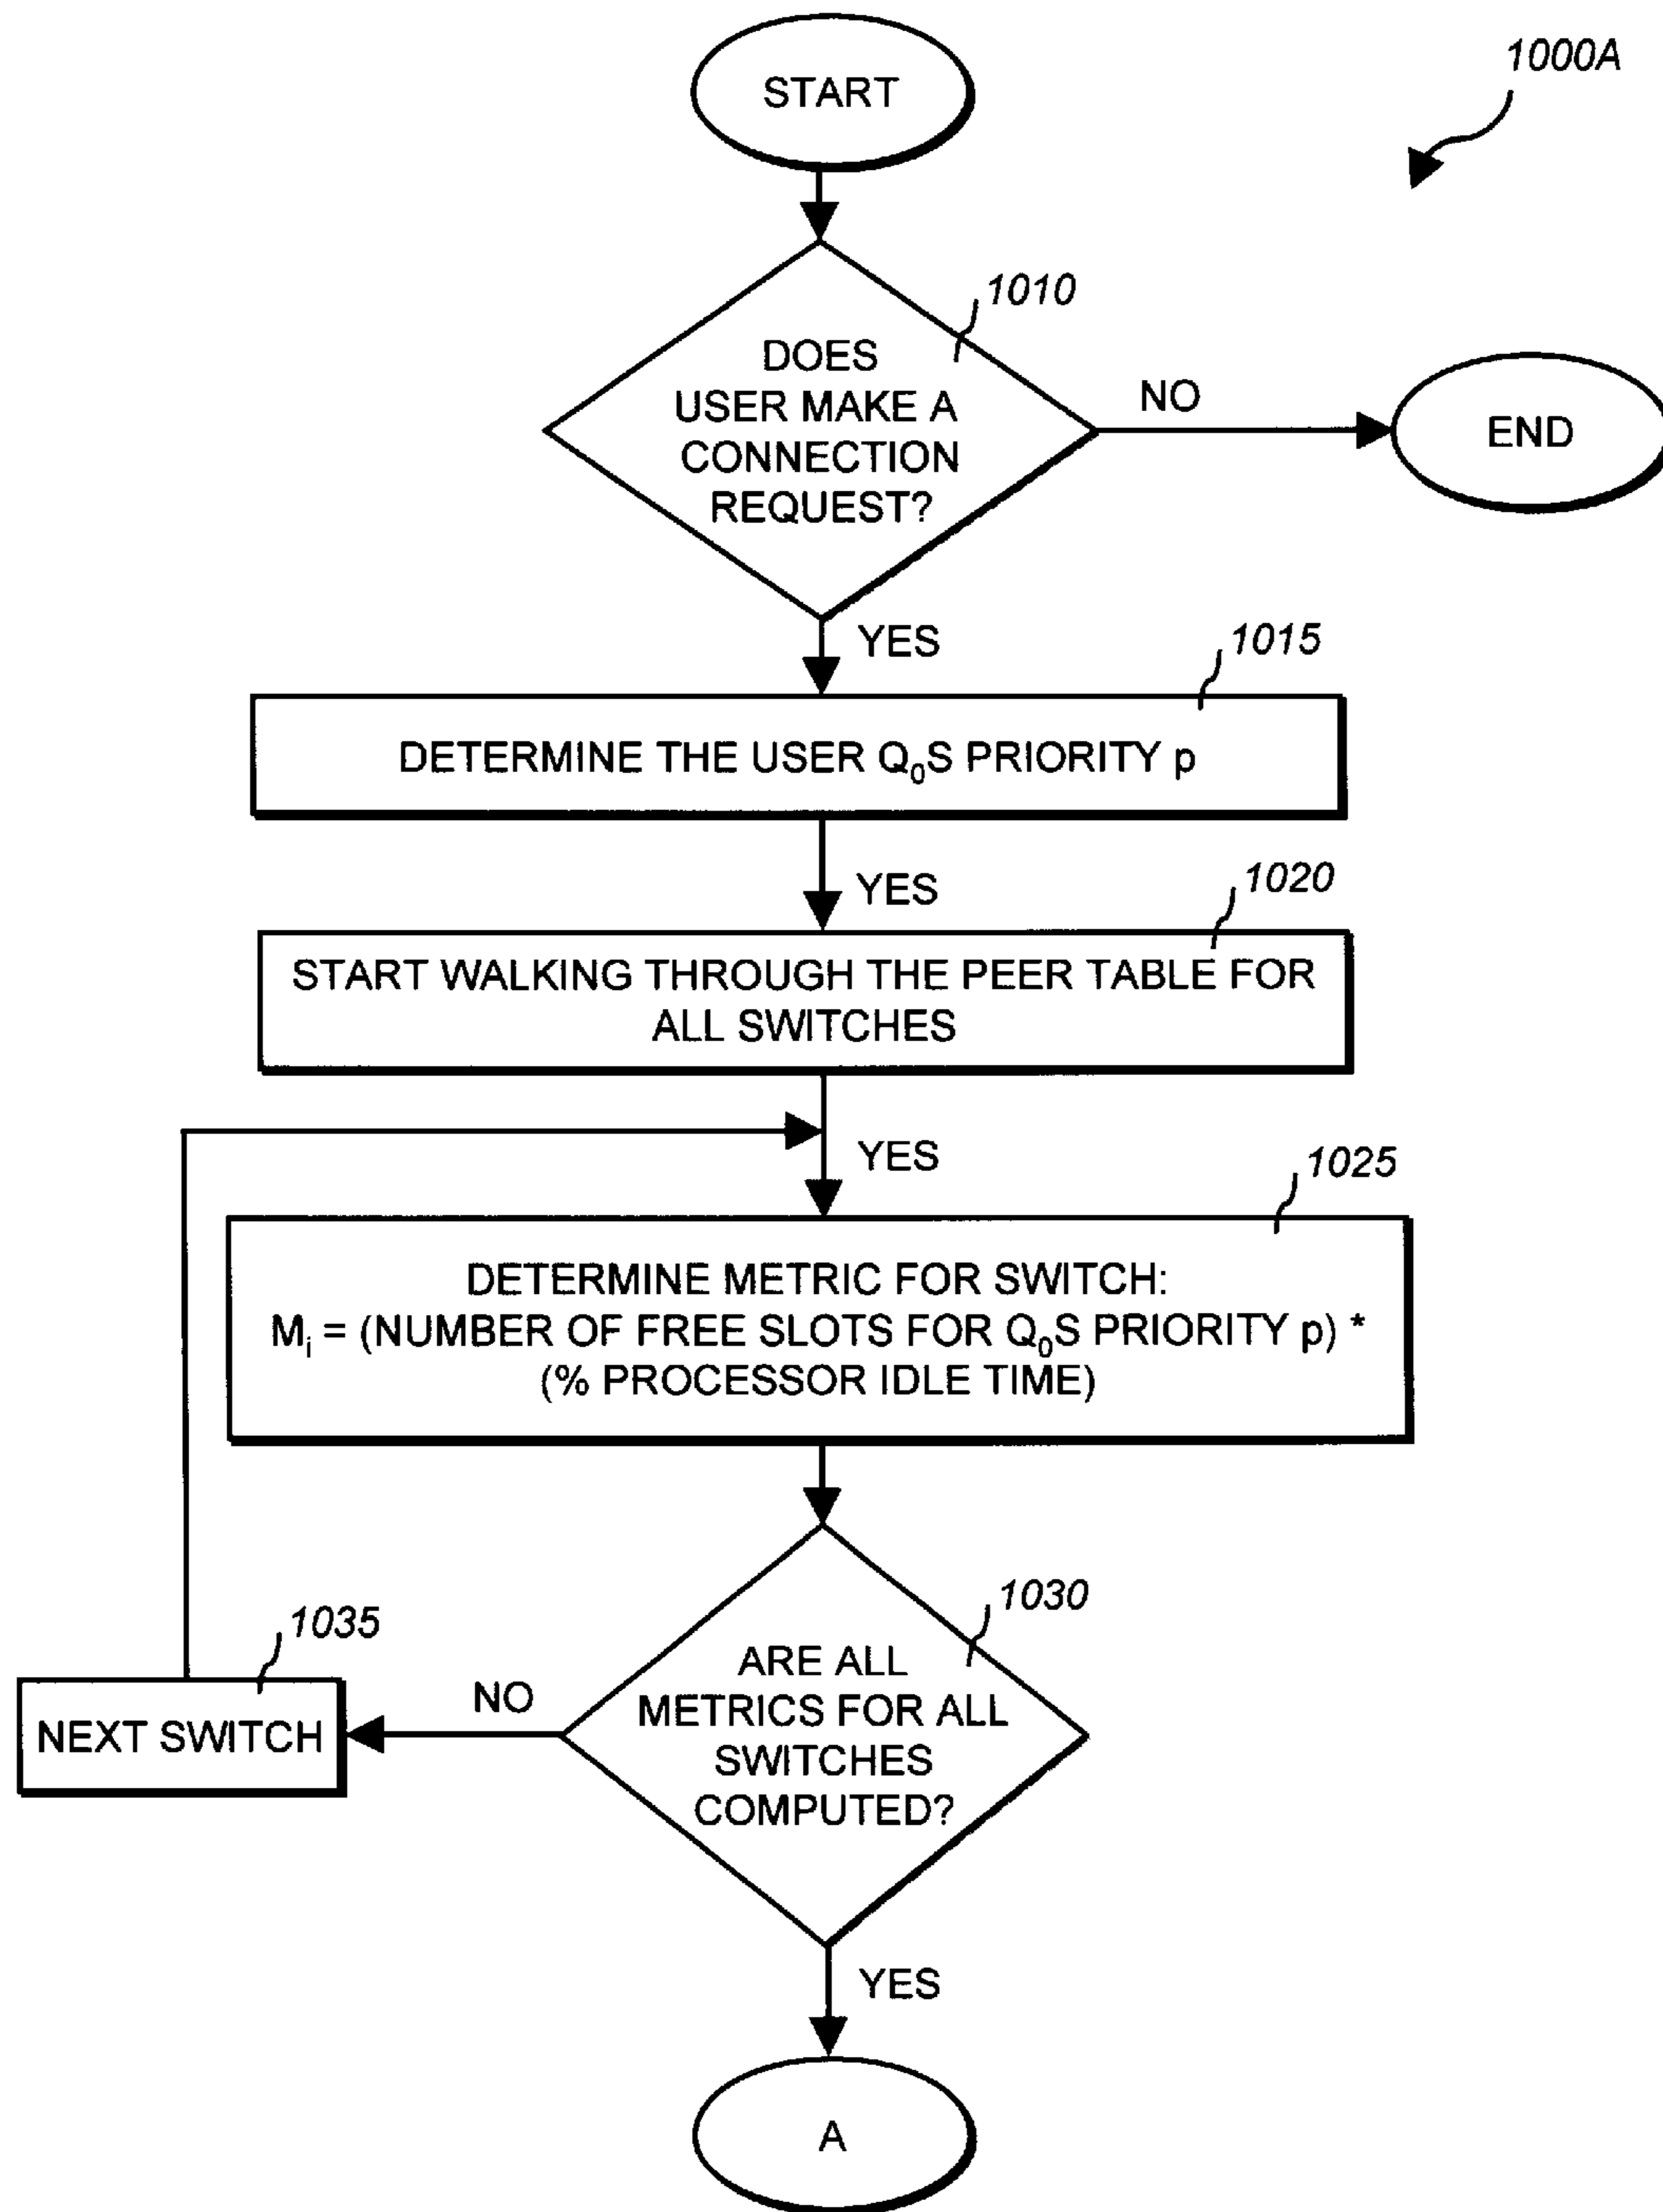 START
1000A
1010
DOES
USER MAKE A
CONNECTION
REQUEST?
NO
END
YES
1015
DETERMINE THE USER Q₀S PRIORITY p
YES
1020
START WALKING THROUGH THE PEER TABLE FOR
ALL SWITCHES
YES
1025
DETERMINE METRIC FOR SWITCH:
Mᵢ = (NUMBER OF FREE SLOTS FOR Q₀S PRIORITY p) *
(% PROCESSOR IDLE TIME)
1030
ARE ALL
METRICS FOR ALL
SWITCHES
COMPUTED?
NO
1035
NEXT SWITCH
YES
A